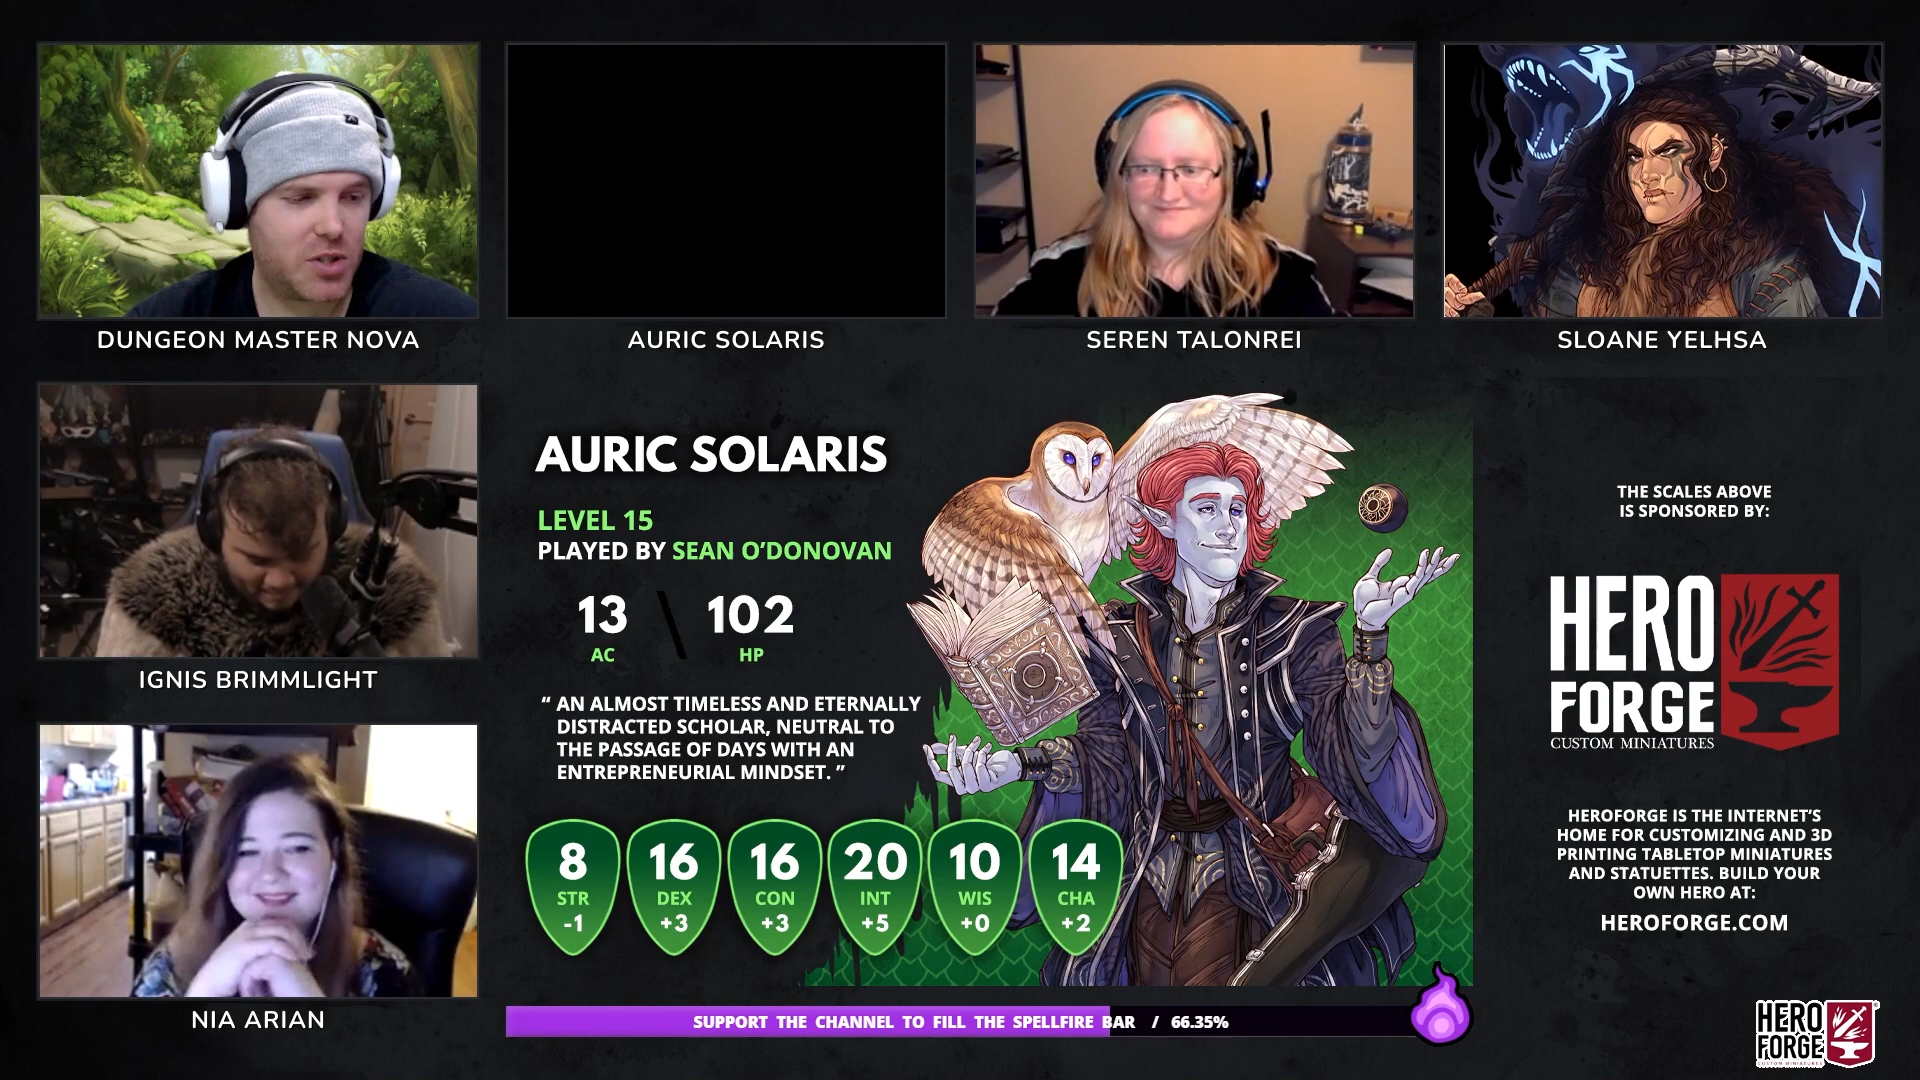 DUNGEON MASTER NOVA
AURIC SOLARIS
SEREN TALONREI
SLOANE YELHSA
IGNIS BRIMMLIGHT
NIA ARIAN
AURIC SOLARIS
LEVEL 15
PLAYED BY SEAN O’DONOVAN
13
AC
102
HP
“ AN ALMOST TIMELESS AND ETERNALLY
DISTRACTED SCHOLAR, NEUTRAL TO
THE PASSAGE OF DAYS WITH AN
ENTREPRENEURIAL MINDSET. ”
8
STR
-1
16
DEX
+3
16
CON
+3
20
INT
+5
10
WIS
+0
14
CHA
+2
SUPPORT THE CHANNEL TO FILL THE SPELLFIRE BAR / 66.35%
THE SCALES ABOVE
IS SPONSORED BY:
HERO
FORGE
CUSTOM MINIATURES
HEROFORGE IS THE INTERNET’S
HOME FOR CUSTOMIZING AND 3D
PRINTING TABLETOP MINIATURES
AND STATUETTES. BUILD YOUR
OWN HERO AT:
HEROFORGE.COM
HERO
FORGE
CUSTOM MINIATURES